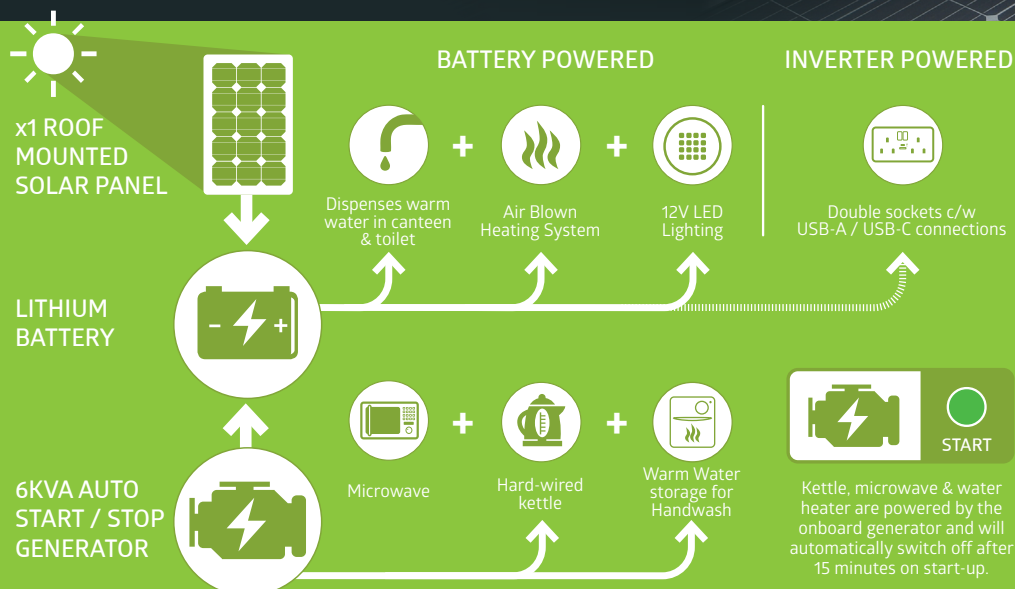 x1 ROOF
MOUNTED
SOLAR PANEL
BATTERY POWERED
INVERTER POWERED
Dispenses warm
water in canteen
& toilet
Air Blown
Heating System
12V LED
Lighting
Double sockets c/w
USB-A / USB-C connections
LITHIUM
BATTERY
Microwave
Hard-wired
kettle
Warm Water
storage for
Handwash
START
6KVA AUTO
START / STOP
GENERATOR
Kettle, microwave & water
heater are powered by the
onboard generator and will
automatically switch off after
15 minutes on start-up.